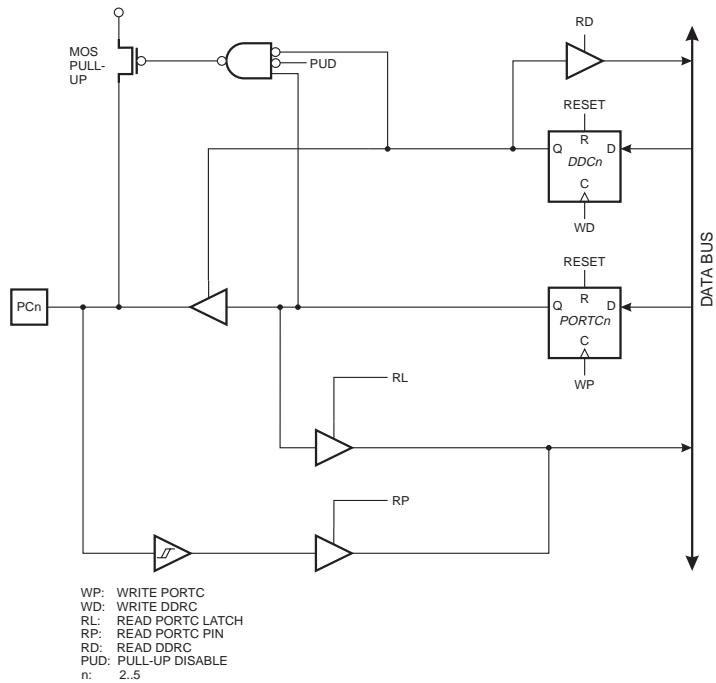 RD
MOS
PULL-
UP
PUD
RESET
R
Q D
DDCn
C
WD
RESET
R
PCn
Q D
PORTCn
C
WP
DATA BUS
RL
RP
WP: WRITE PORTC
WD: WRITE DDRC
RL: READ PORTC LATCH
RP: READ PORTC PIN
RD: READ DDRC
PUD: PULL-UP DISABLE
n: 2..5